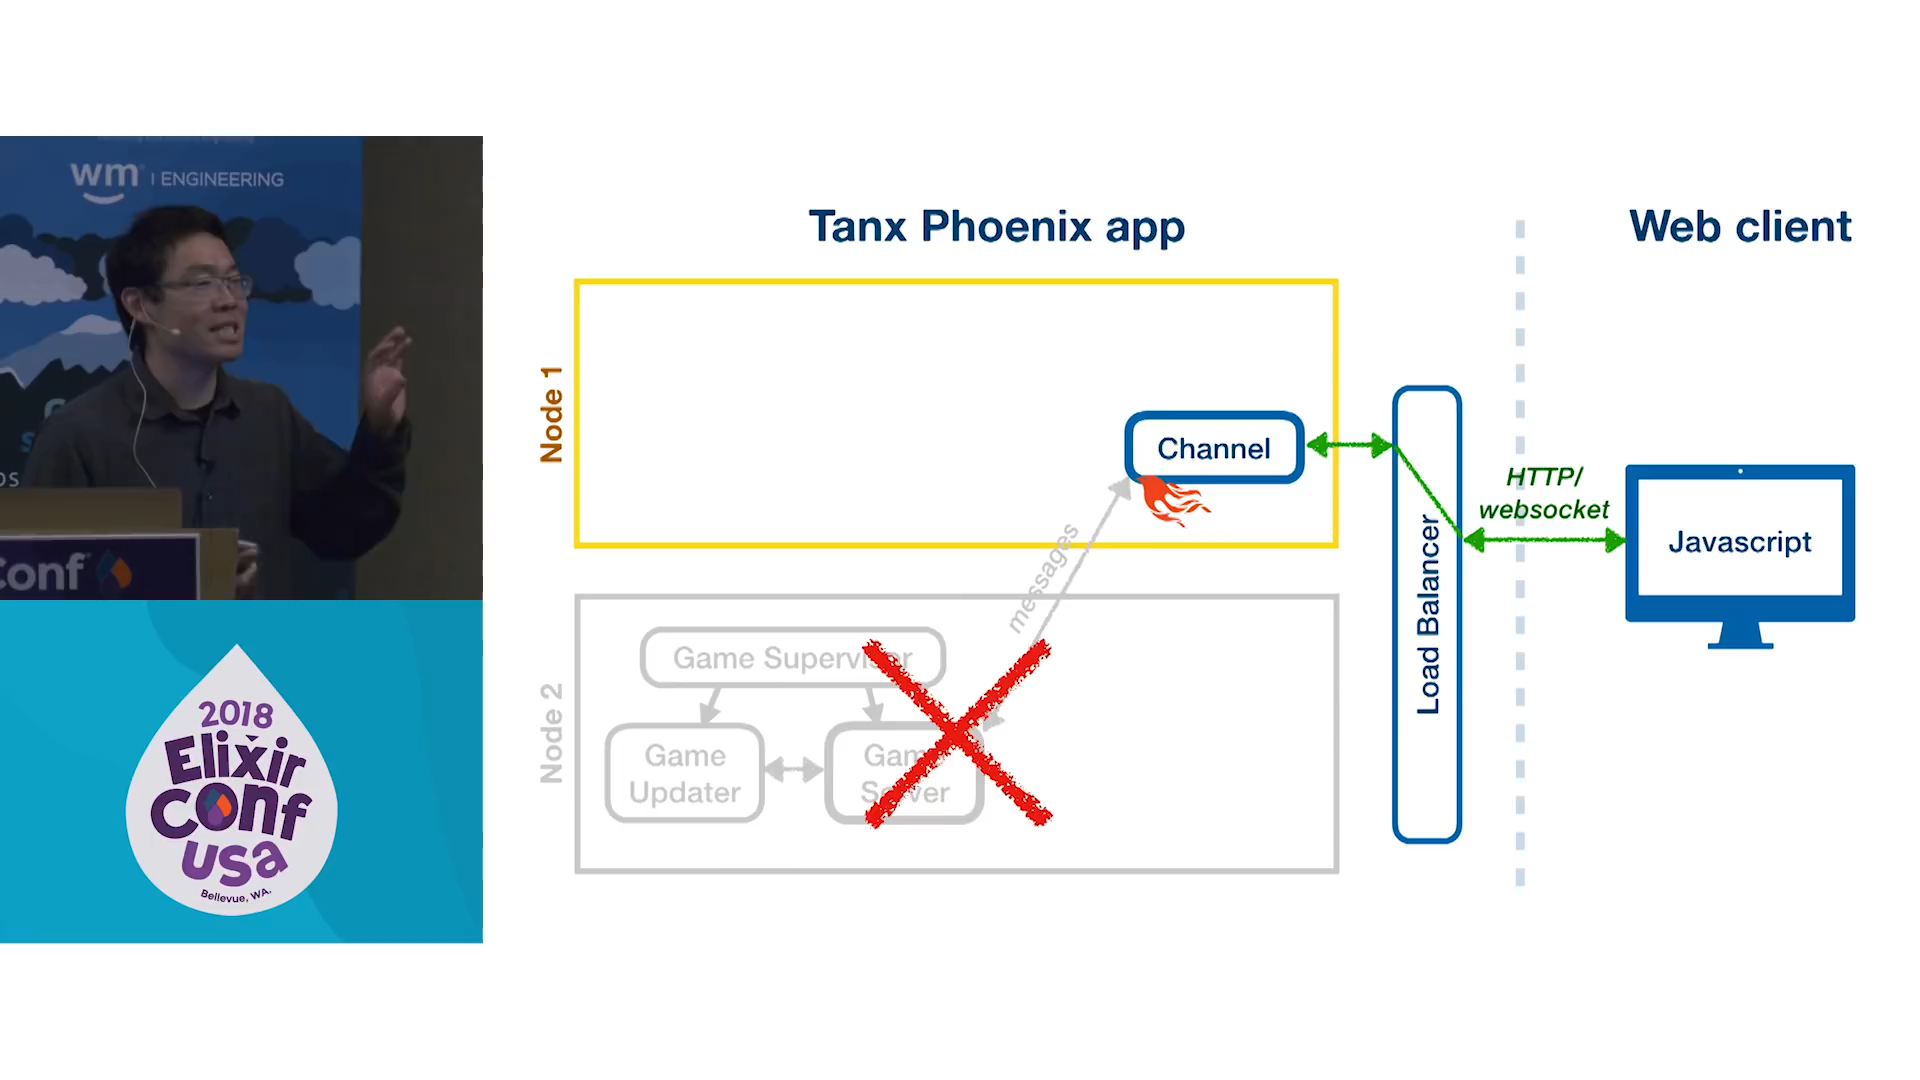 wm | ENGINEERING
Conf
2018
Elixir
Conf
USA
Bellevue, WA.
Tanx Phoenix app
Web client
Node 1
Channel
HTTP/
websocket
Javascript
Load Balancer
messages
Node 2
Game Supervisor
Game
Updater
Game
Server